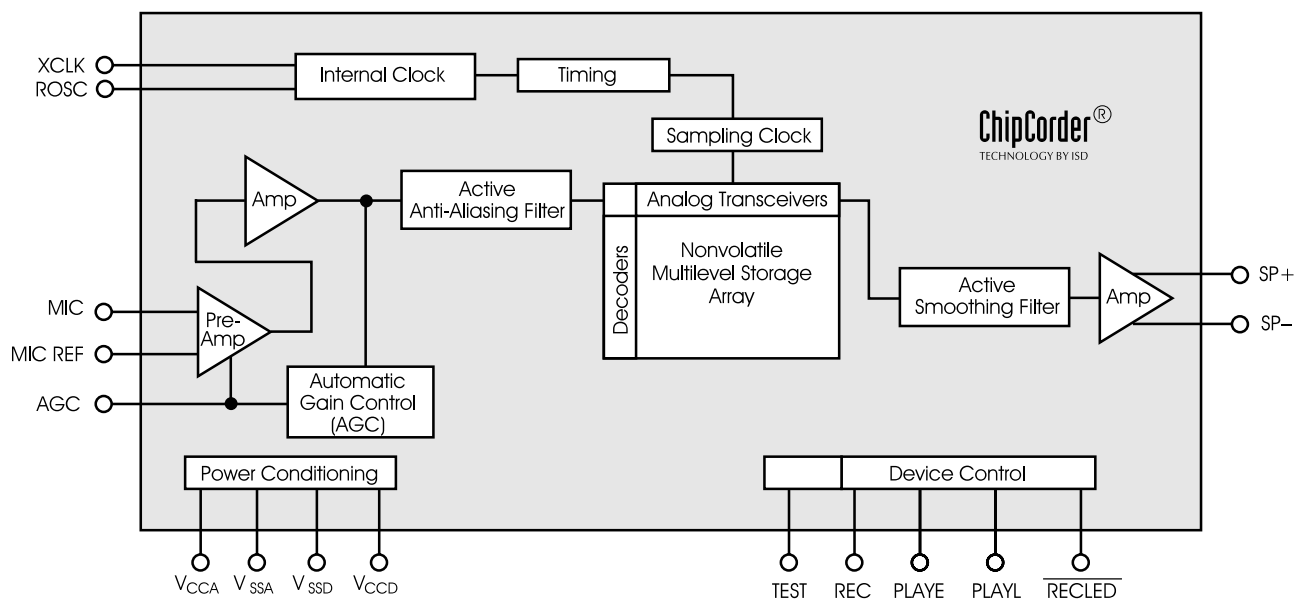 XCLK
ROSC
Internal Clock
Timing
Sampling Clock
ChipCorder®
TECHNOLOGY BY ISD
Amp
Active
Anti-Aliasing Filter
Analog Transceivers
Decoders
Nonvolatile
Multilevel Storage
Array
Active
Smoothing Filter
Amp
SP+
SP–
MIC
MIC REF
AGC
Pre-
Amp
Automatic
Gain Control
(AGC)
Power Conditioning
Device Control
VCCA
VSSA
VSSD
VCCD
TEST
REC
PLAYE
PLAYL
RECLED